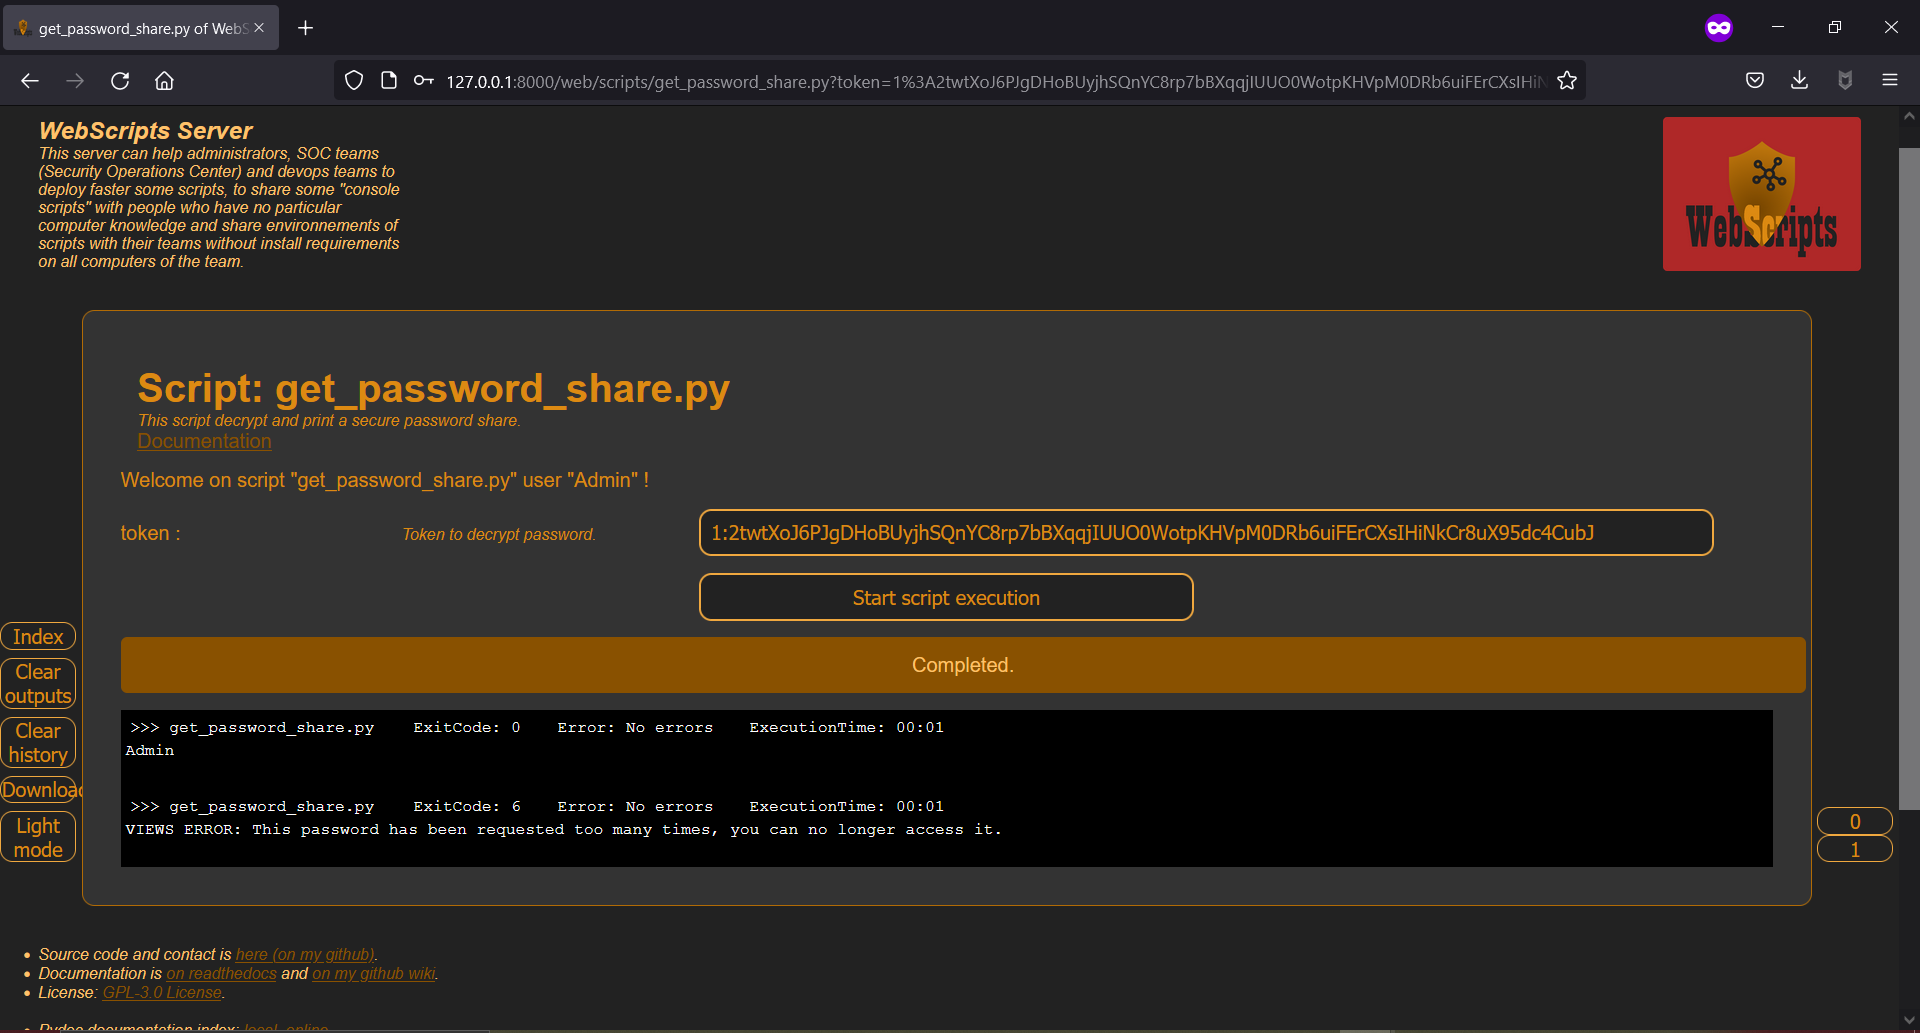 get_password_share.py of WebS
127.0.0.1:8000/web/scripts/get_password_share.py?token=1%3A2twtXoJ6PJgDHoBUyjhSQnYC8rp7bBXqqjIUUO0WotpKHVpM0DRb6uiFErCXsIHiN
WebScripts Server
This server can help administrators, SOC teams
(Security Operations Center) and devops teams to
deploy faster some scripts, to share some "console
scripts" with people who have no particular
computer knowledge and share environnements of
scripts with their teams without install requirements
on all computers of the team.
WebScripts
Script: get_password_share.py
This script decrypt and print a secure password share.
Documentation
Welcome on script "get_password_share.py" user "Admin" !
token :
Token to decrypt password.
1:2twtXoJ6PJgDHoBUyjhSQnYC8rp7bBXqqjIUUO0WotpKHVpM0DRb6uiFErCXsIHiNkCr8uX95dc4CubJ
Start script execution
Index
Clear
outputs
Clear
history
Download
Light
mode
Completed.
>>> get_password_share.py    ExitCode: 0    Error: No errors    ExecutionTime: 00:01
Admin
>>> get_password_share.py    ExitCode: 6    Error: No errors    ExecutionTime: 00:01
VIEWS ERROR: This password has been requested too many times, you can no longer access it.
0
1
Source code and contact is here (on my github).
Documentation is on readthedocs and on my github wiki.
License: GPL-3.0 License.
Pydoc documentation index: local, online